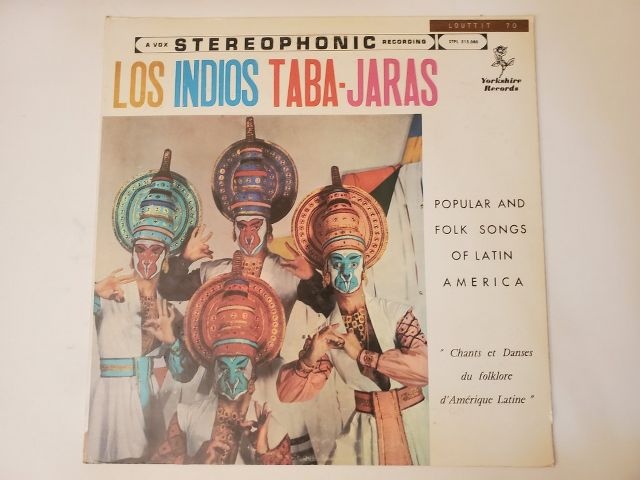 LOUTTIT 70
A VOX STEREOPHONIC RECORDING
LOS INDIOS TABA-JARAS
Yorkshire
Records
POPULAR AND
FOLK SONGS
OF LATIN
AMERICA
" Chants et Danses
du folklore
d'Amérique Latine "